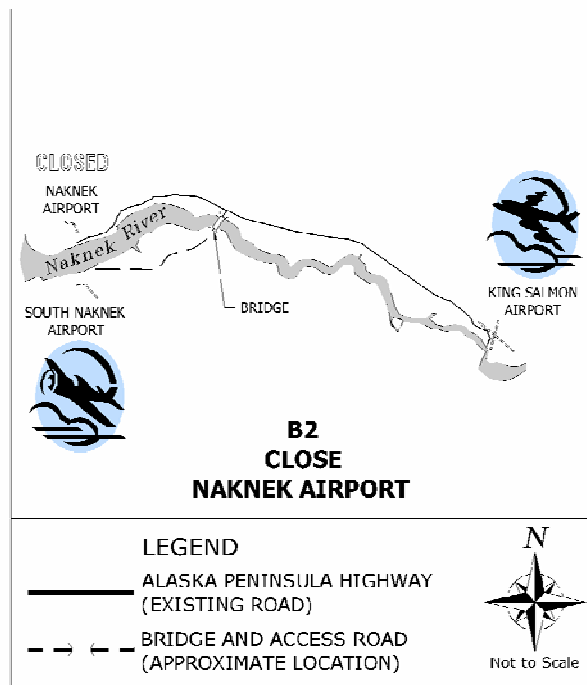 CLOSED
NAKNEK
AIRPORT
Naknek River
SOUTH NAKNEK
AIRPORT
BRIDGE
KING SALMON
AIRPORT
B2
CLOSE
NAKNEK AIRPORT
LEGEND
ALASKA PENINSULA HIGHWAY
(EXISTING ROAD)
BRIDGE AND ACCESS ROAD
(APPROXIMATE LOCATION)
N
Not to Scale